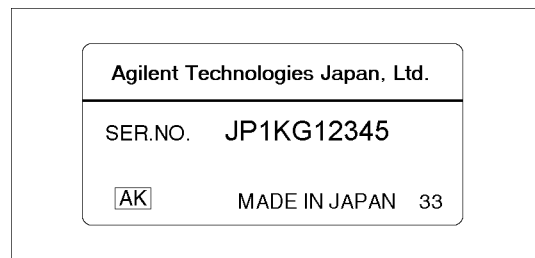 Agilent Technologies Japan, Ltd.
SER.NO. JP1KG12345
AK MADE IN JAPAN 33